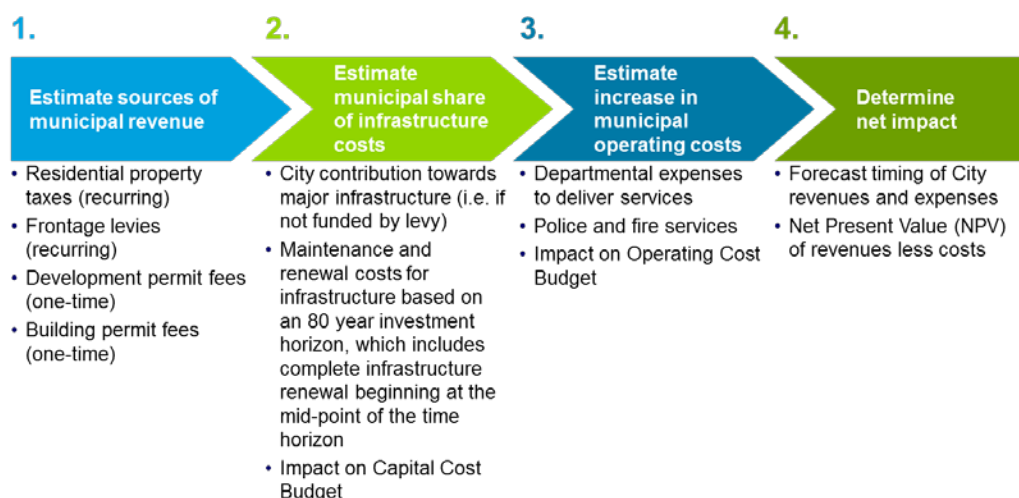 1.
Estimate sources of
municipal revenue
• Residential property
taxes (recurring)
• Frontage levies
(recurring)
• Development permit fees
(one-time)
• Building permit fees
(one-time)
2.
Estimate
municipal share
of infrastructure
costs
• City contribution towards
major infrastructure (i.e. if
not funded by levy)
• Maintenance and
renewal costs for
infrastructure based on
an 80 year investment
horizon, which includes
complete infrastructure
renewal beginning at the
mid-point of the time
horizon
• Impact on Capital Cost
Budget
3.
Estimate
increase in
municipal
operating costs
• Departmental expenses
to deliver services
• Police and fire services
• Impact on Operating Cost
Budget
4.
Determine
net impact
• Forecast timing of City
revenues and expenses
• Net Present Value (NPV)
of revenues less costs